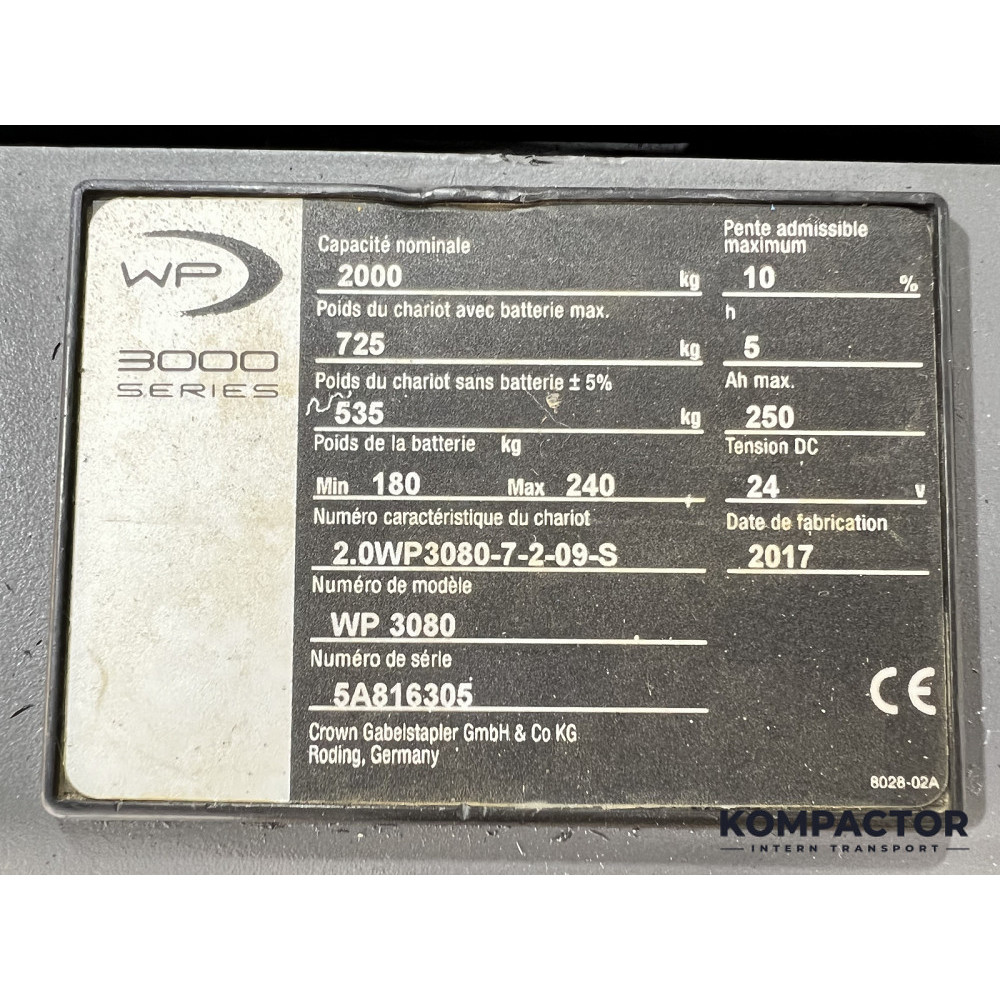 WP
3000
SERIES
Capacité nominale
2000 kg
Poids du chariot avec batterie max.
725 kg
Poids du chariot sans batterie ± 5%
535 kg
Poids de la batterie kg
Min 180 Max 240
Numéro caractéristique du chariot
2.0WP3080-7-2-09-S
Numéro de modèle
WP 3080
Numéro de série
5A816305
Crown Gabelstapler GmbH & Co KG
Roding, Germany
Pente admissible
maximum
10 %
h
5
Ah max.
250
Tension DC
24 V
Date de fabrication
2017
CE
8028-02A
KOMPACTOR
INTERN TRANSPORT